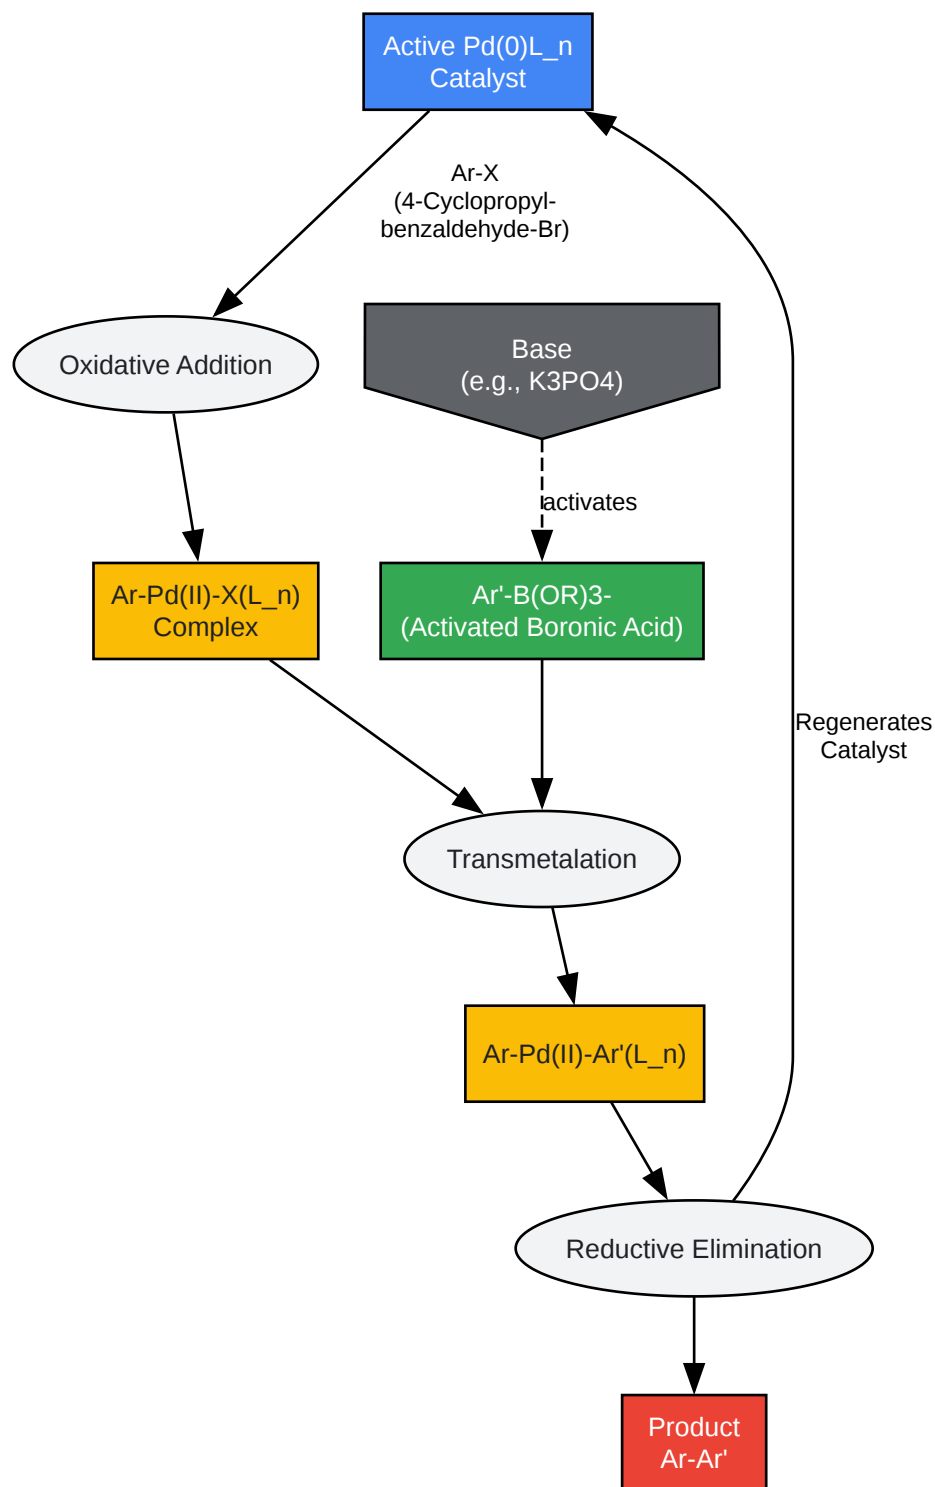 Active Pd(0)L_n
Catalyst
Ar-X
(4-Cyclopropyl-
benzaldehyde-Br)
Oxidative Addition
Base
(e.g., K3PO4)
activates
Ar-Pd(II)-X(L_n)
Complex
Ar'-B(OR)3-
(Activated Boronic Acid)
Regenerates
Catalyst
Transmetalation
Ar-Pd(II)-Ar'(L_n)
Reductive Elimination
Product
Ar-Ar'